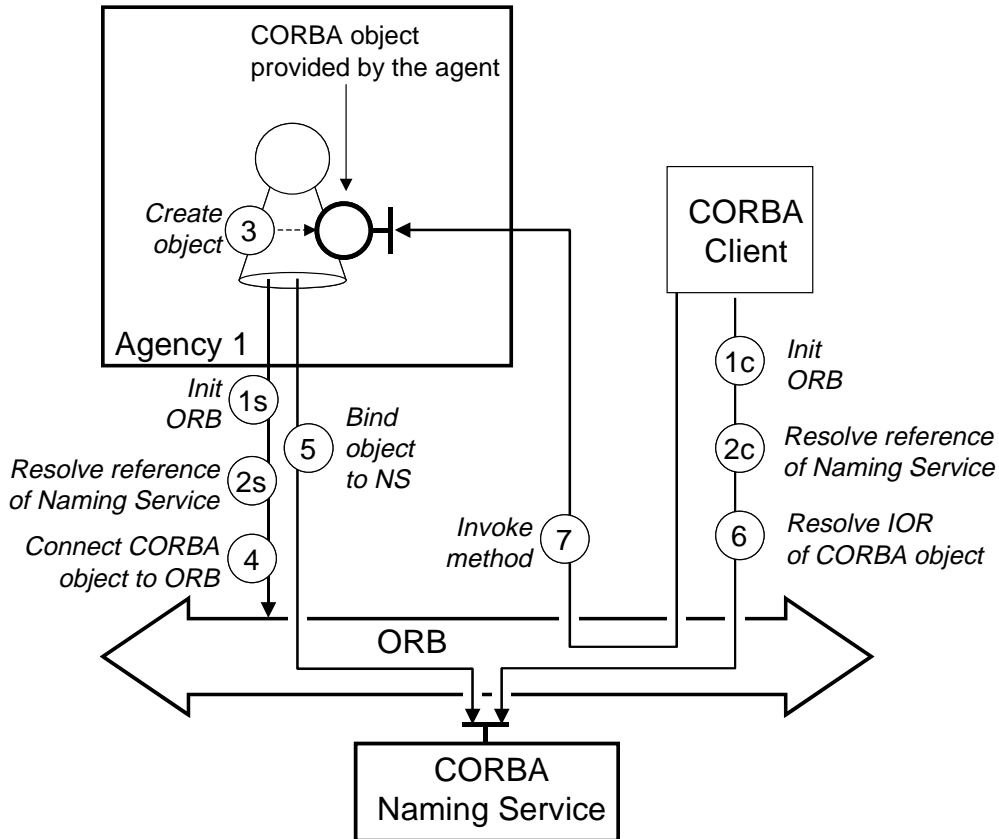 CORBA object
provided by the agent
Create
object
3
CORBA
Client
Agency 1
Init
ORB
1s
1c
Init
ORB
5
Bind
object
to NS
Resolve reference
of Naming Service
2s
2c
Resolve reference
of Naming Service
Connect CORBA
object to ORB
4
Invoke
method
7
6
Resolve IOR
of CORBA object
ORB
CORBA
Naming Service